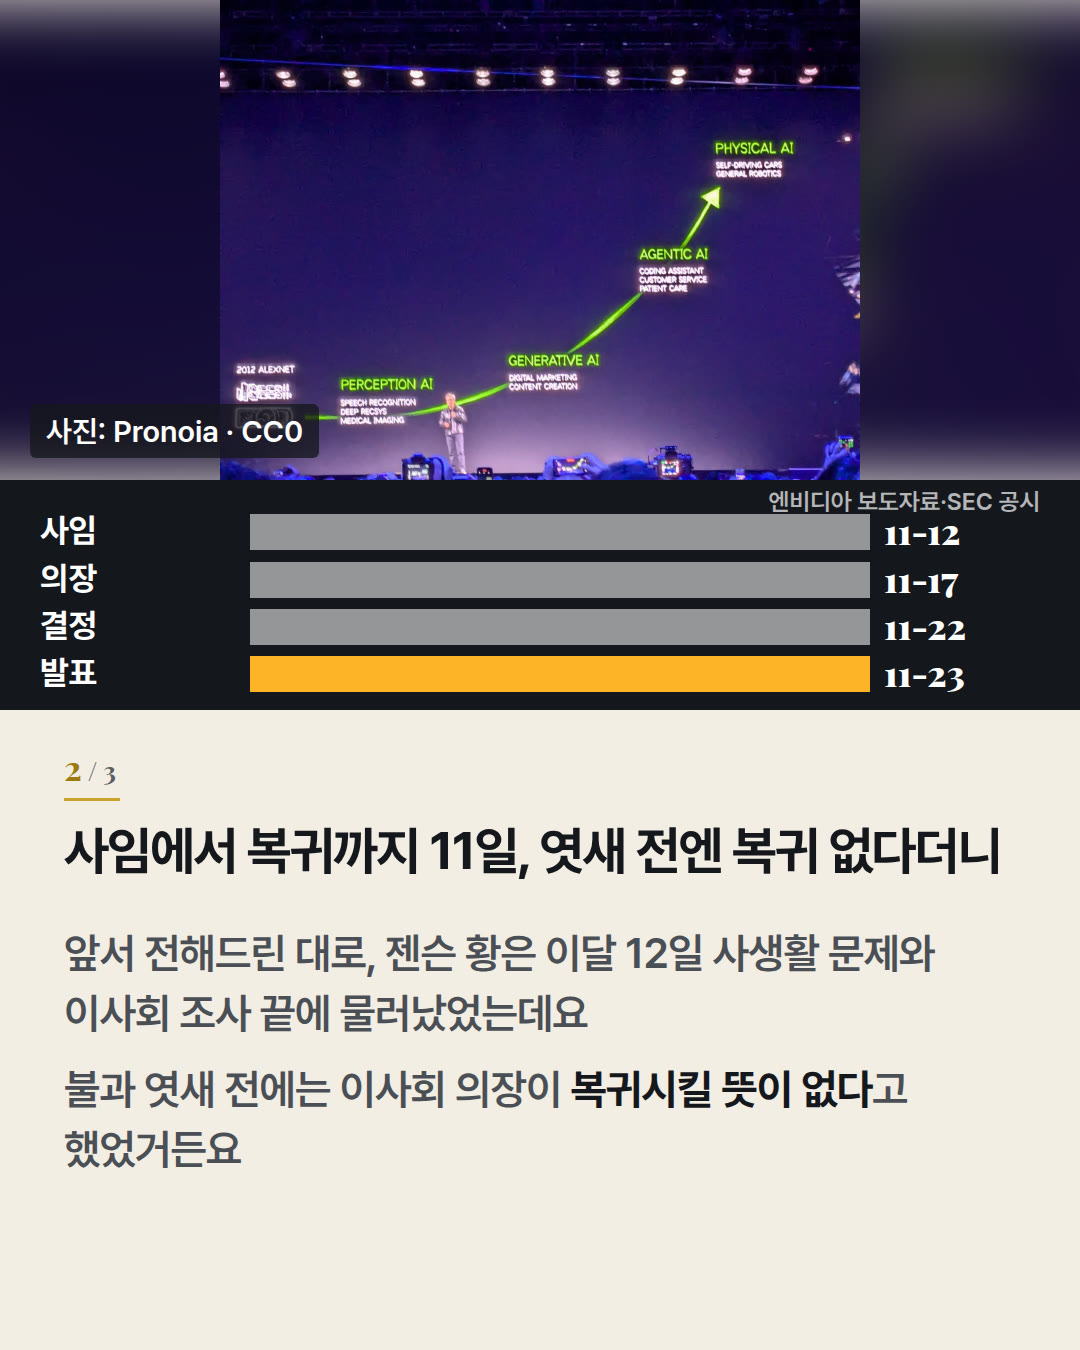 PHYSICAL AI
SELF-DRIVING CARS
GENERAL ROBOTICS
AGENTIC AI
CODING ASSISTANT
CUSTOMER SERVICE
PATIENT CARE
GENERATIVE AI
DIGITAL MARKETING
CONTENT CREATION
2012 ALEXNET
PERCEPTION AI
SPEECH RECOGNITION
DEEP RECSYS
MEDICAL IMAGING
사진: Pronoia · CC0
엔비디아 보도자료·SEC 공시
사임 11-12
의장 11-17
결정 11-22
발표 11-23
2 / 3
사임에서 복귀까지 11일, 엿새 전엔 복귀 없다더니
앞서 전해드린 대로, 젠슨 황은 이달 12일 사생활 문제와
이사회 조사 끝에 물러났었는데요
불과 엿새 전에는 이사회 의장이 복귀시킬 뜻이 없다고
했었거든요